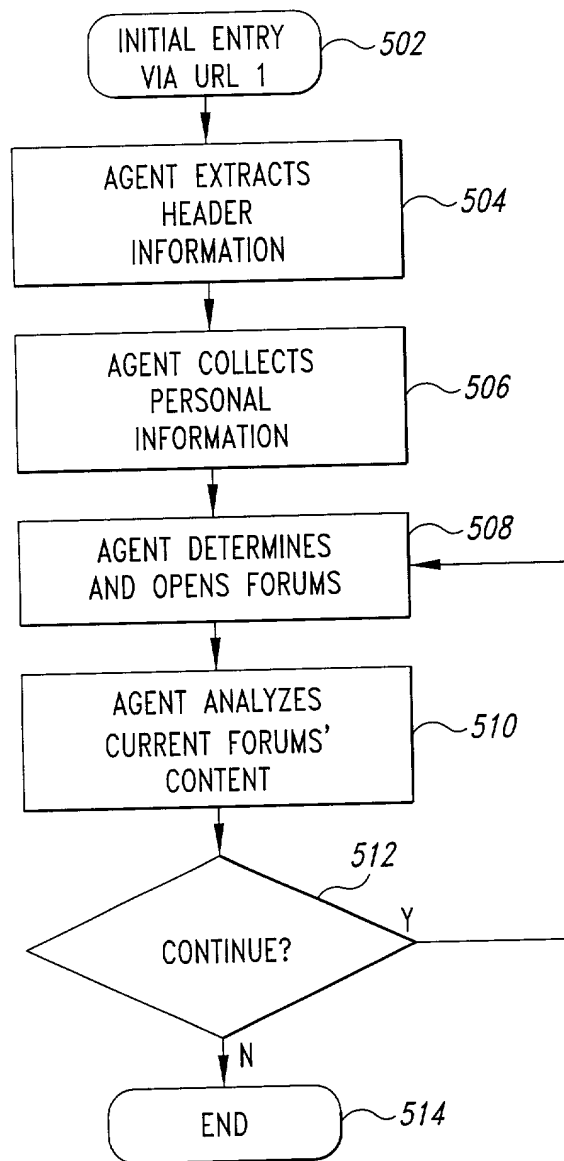 INITIAL ENTRY
VIA URL 1
502
AGENT EXTRACTS
HEADER
INFORMATION
504
AGENT COLLECTS
PERSONAL
INFORMATION
506
AGENT DETERMINES
AND OPENS FORUMS
508
AGENT ANALYZES
CURRENT FORUMS'
CONTENT
510
512
CONTINUE?
Y
N
END
514